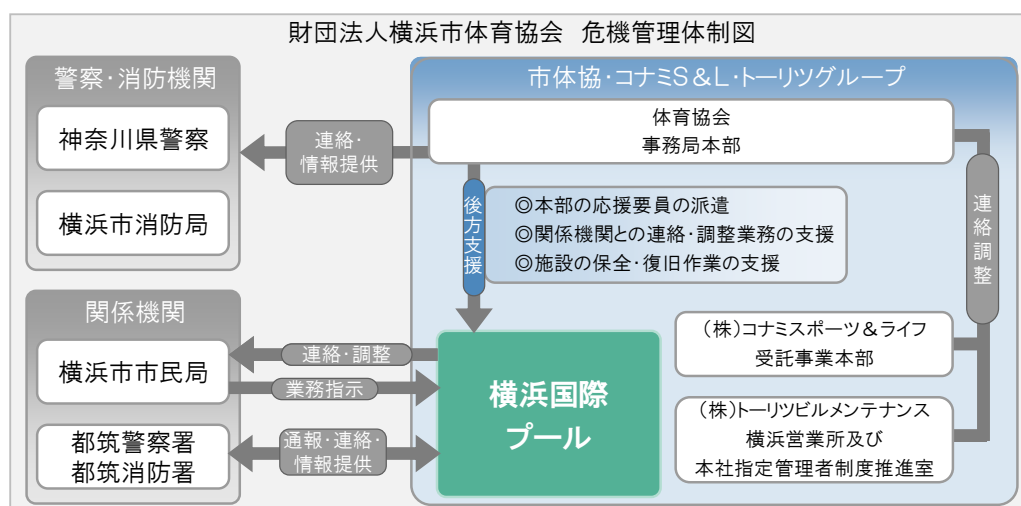 財団法人横浜市体育協会　危機管理体制図
警察・消防機関
神奈川県警察
横浜市消防局
連絡・
情報提供
市体協・コナミS＆L・トーリツグループ
体育協会
事務局本部
後方支援
◎本部の応援要員の派遣
◎関係機関との連絡・調整業務の支援
◎施設の保全・復旧作業の支援
連絡調整
関係機関
横浜市市民局
都筑警察署
都筑消防署
連絡・調整
業務指示
通報・連絡・
情報提供
横浜国際
プール
（株）コナミスポーツ＆ライフ
受託事業本部
（株）トーリツビルメンテナンス
横浜営業所及び
本社指定管理者制度推進室